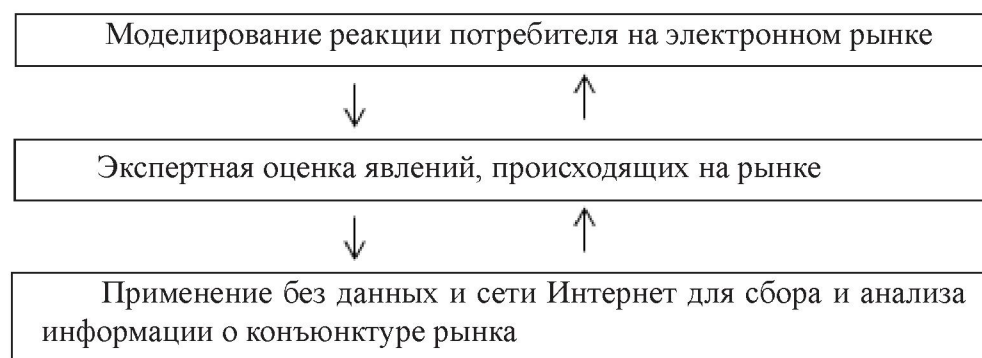 Моделирование реакции потребителя на электронном рынке
Экспертная оценка явлений, происходящих на рынке
Применение без данных и сети Интернет для сбора и анализа
информации о конъюнктуре рынка